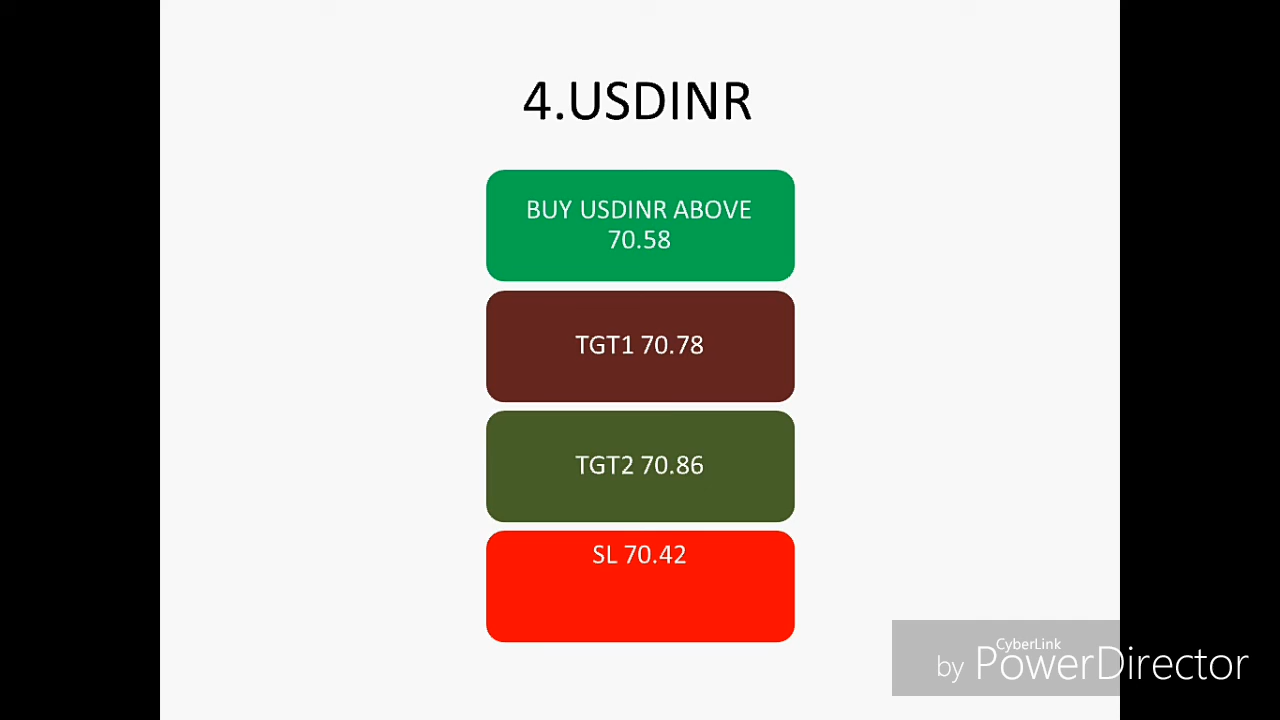 4.USDINR
BUY USDINR ABOVE
70.58
TGT1 70.78
TGT2 70.86
SL 70.42
CyberLink
by PowerDirector